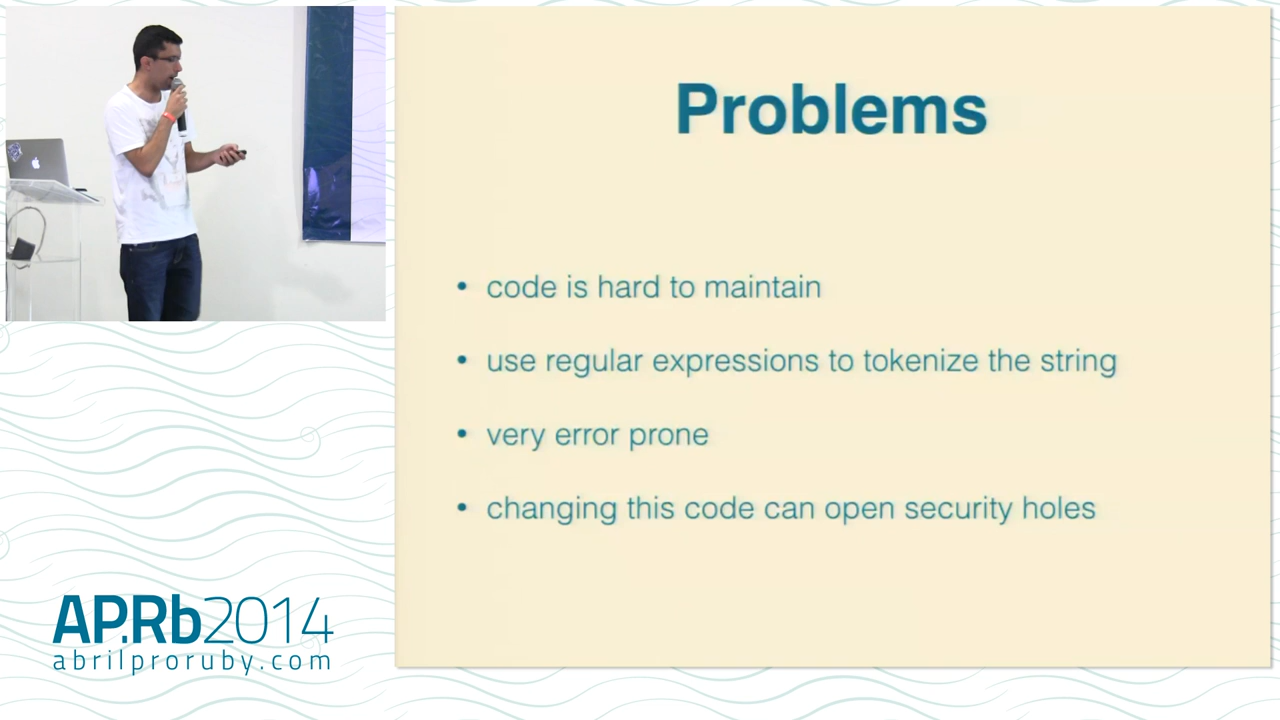 Problems
• code is hard to maintain
• use regular expressions to tokenize the string
• very error prone
• changing this code can open security holes
AP.Rb2014
abrilproruby.com